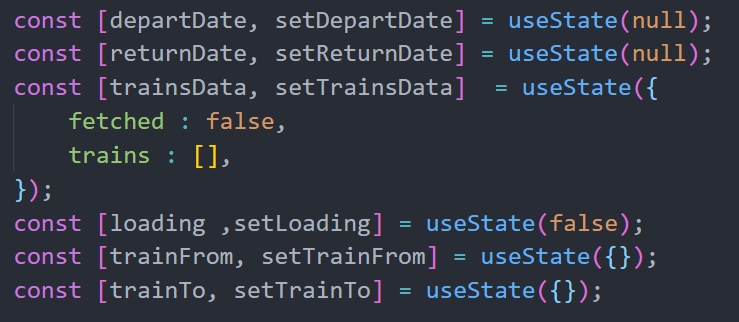 const [departDate, setDepartDate] = useState(null);
const [returnDate, setReturnDate] = useState(null);
const [trainsData, setTrainsData]  = useState({
    fetched : false,
    trains : [],
});
const [loading ,setLoading] = useState(false);
const [trainFrom, setTrainFrom] = useState({});
const [trainTo, setTrainTo] = useState({});